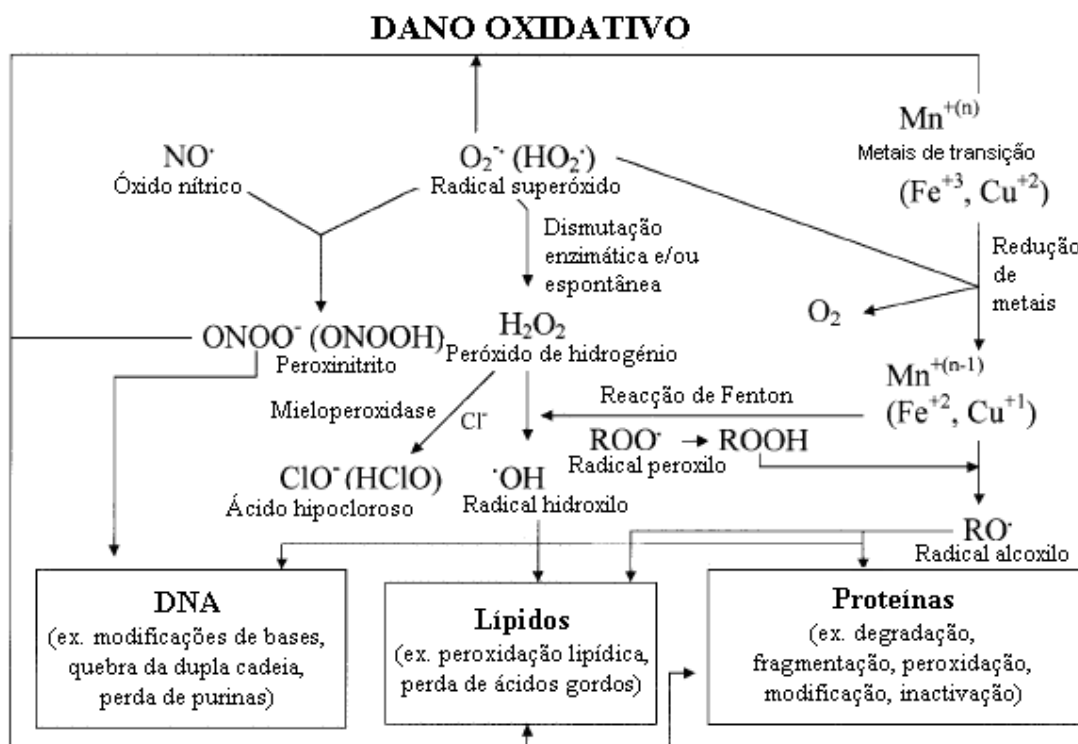 DANO OXIDATIVO
NO·
Óxido nítrico
O₂⁻· (HO₂·)
Radical superóxido
Mn⁺⁽ⁿ⁾
Metais de transição
(Fe⁺³, Cu⁺²)
Dismutação
enzimática e/ou
espontânea
Redução
de
metais
O₂
ONOO⁻ (ONOOH)
Peroxinitrito
H₂O₂
Peróxido de hidrogénio
Mn⁺⁽ⁿ⁻¹⁾
(Fe⁺², Cu⁺¹)
Mieloperoxidase
Cl⁻
Reacção de Fenton
ROO· ROOH
Radical peroxilo
ClO⁻ (HClO)
Ácido hipocloroso
·OH
Radical hidroxilo
RO·
Radical alcoxilo
DNA
(ex. modificações de bases,
quebra da dupla cadeia,
perda de purinas)
Lípidos
(ex. peroxidação lipídica,
perda de ácidos gordos)
Proteínas
(ex. degradação,
fragmentação, peroxidação,
modificação, inactivação)